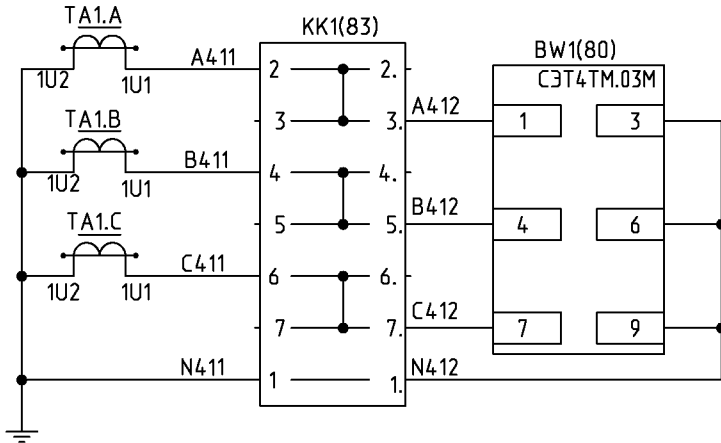 TA1.A
1U2
1U1
A411
TA1.B
1U2
1U1
B411
TA1.C
1U2
1U1
C411
N411
KK1(83)
2 2.
3 3.
4 4.
5 5.
6 6.
7 7.
1 1.
A412
B412
C412
N412
BW1(80)
СЭТ4ТМ.03М
1 3
4 6
7 9